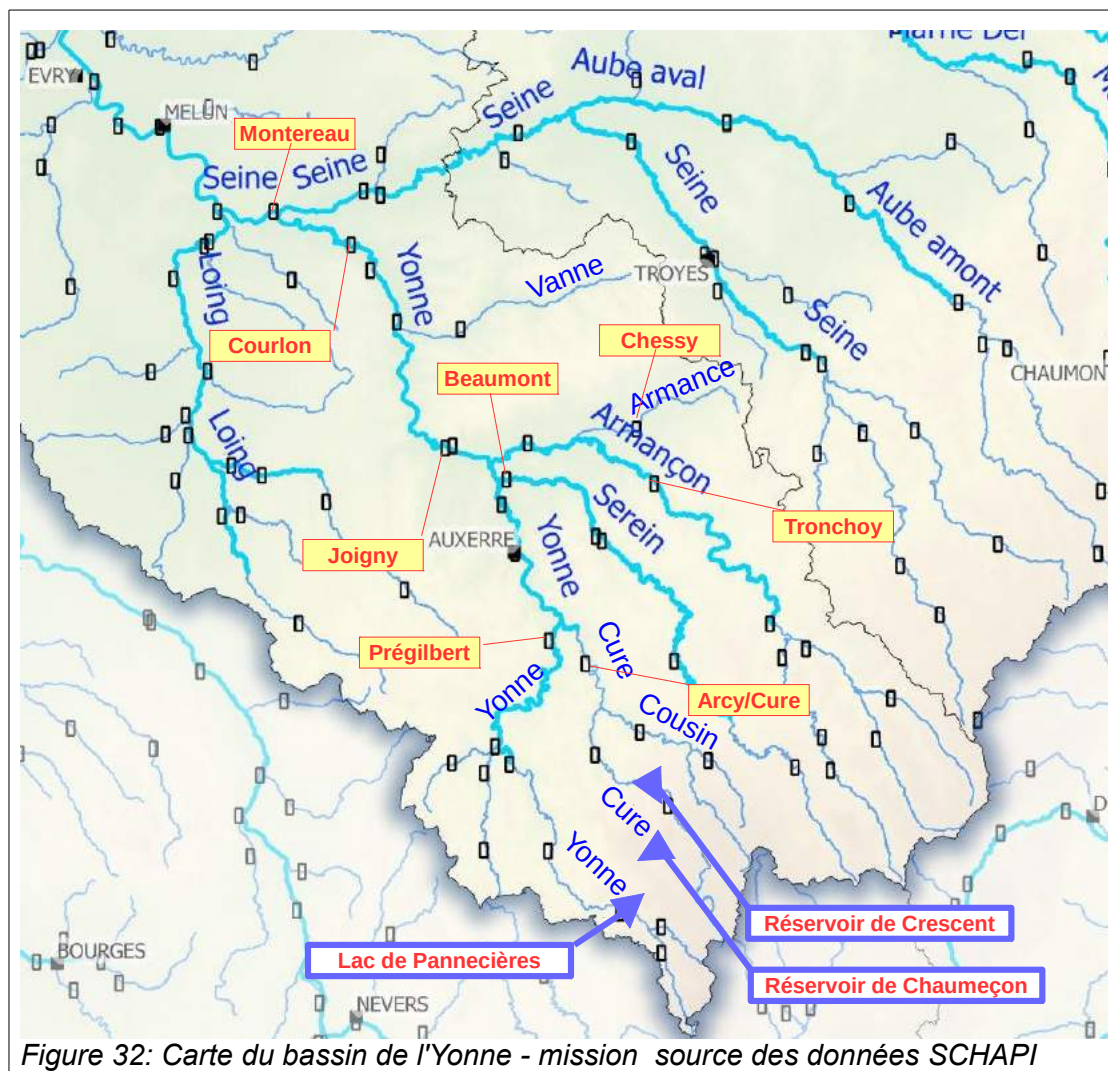 Marne Der
Aube aval
EVRY
Seine
MELUN
Montereau
Seine Seine
Seine
Aube amont
Loing
Yonne
Vanne
TROYES
Seine
Courlon
Chessy
Beaumont
Armance
CHAUMONT
Armançon
Loing
Serein
Tronchoy
Joigny
AUXERRE
Yonne
Prégilbert
Cure
Yonne
Arcy/Cure
Cousin
Cure
Yonne
Réservoir de Crescent
BOURGES
Lac de Pannecières
Réservoir de Chaumeçon
NEVERS
Figure 32: Carte du bassin de l'Yonne - mission source des données SCHAPI